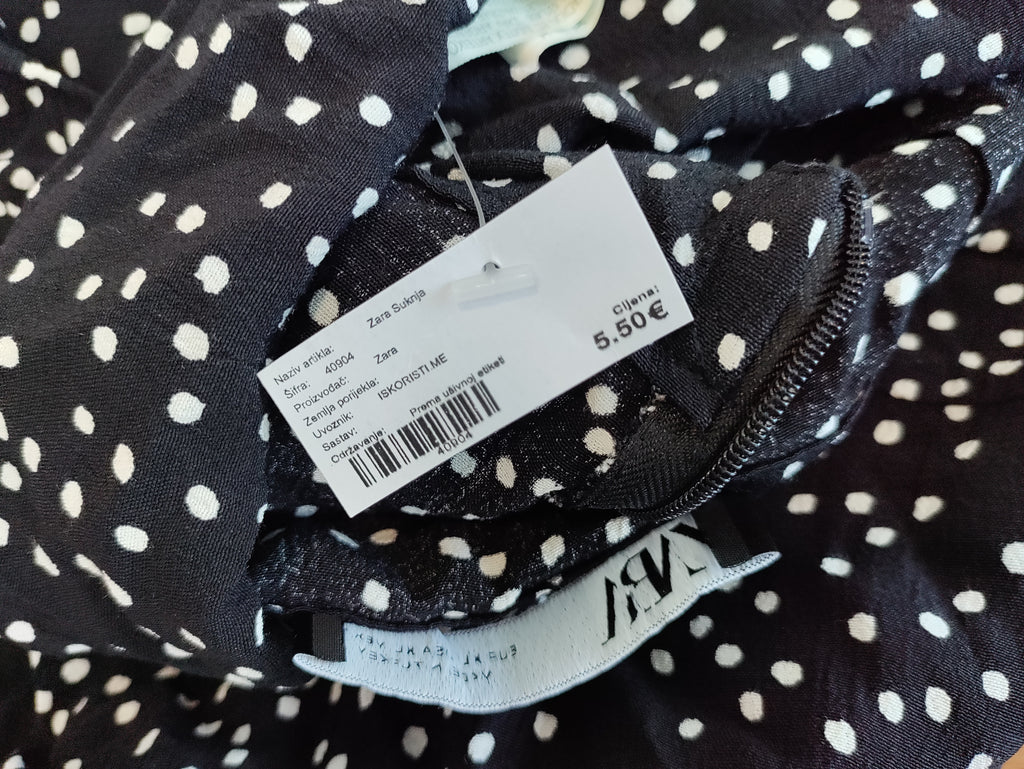 Naziv artikla: Zara Suknja
Šifra: 40904
Proizvođač: Zara
Zemlja porijekla:
Uvoznik: ISKORISTI ME
Sastav:
Održavanje: Prema ušivnoj etiketi
40904
Cijena:
5.50€